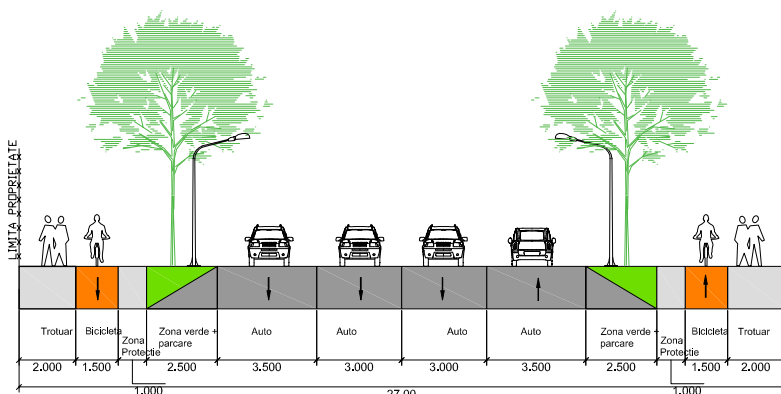 LIMITA PROPRIETATE
Trotuar
Bicicleta
Zona
Protectie
Zona verde +
parcare
Auto
Auto
Auto
Auto
Zona verde +
parcare
Zona
Protectie
Bicicleta
Trotuar
2.000
1.500
2.500
3.500
3.000
3.000
3.500
2.500
1.500
2.000
1.000
1.000
27.00